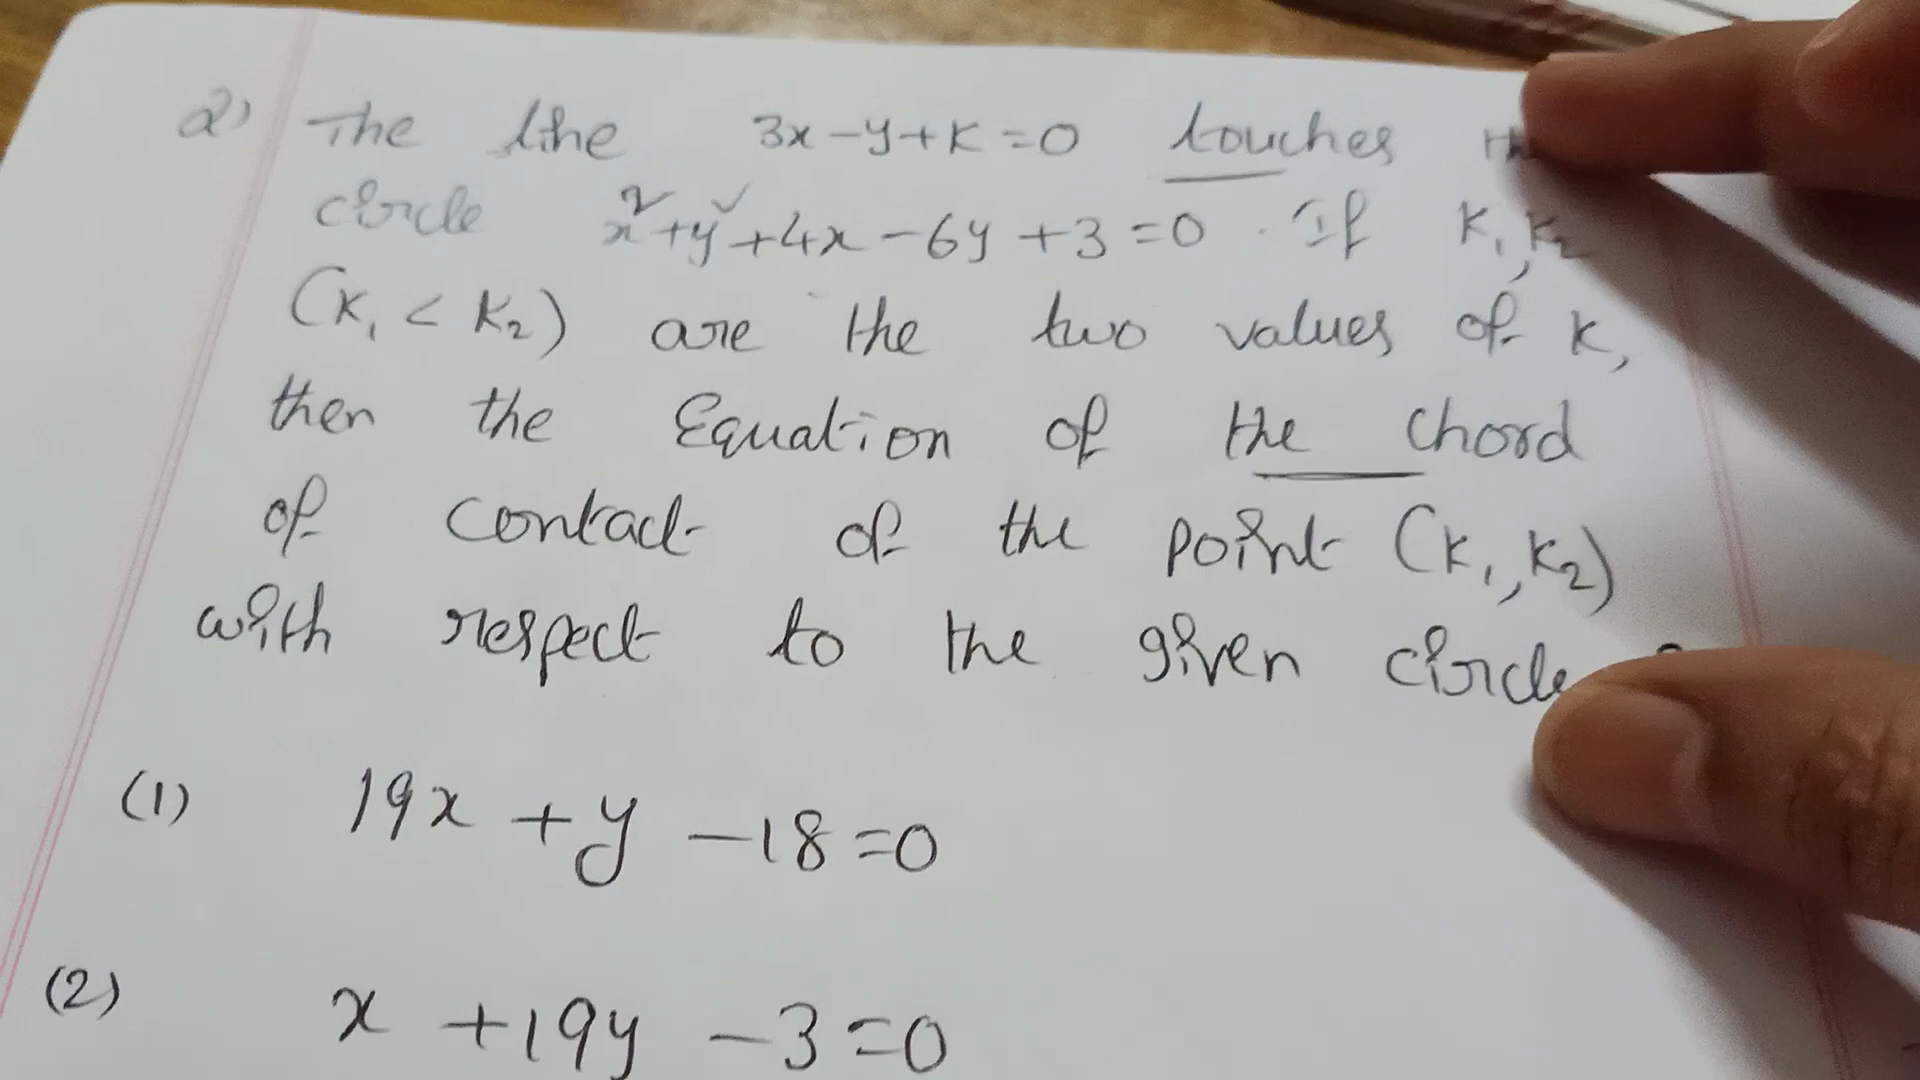 2) The line 3x-y+K=0 touches
circle x²+y²+4x-6y+3=0. If K₁,K₂
(K₁ < K₂) are the two values of K,
then the Equation of the chord
of contact of the point (K₁,K₂)
with respect to the given circle
(1) 19x + y - 18 = 0
(2) x + 19y - 3 = 0